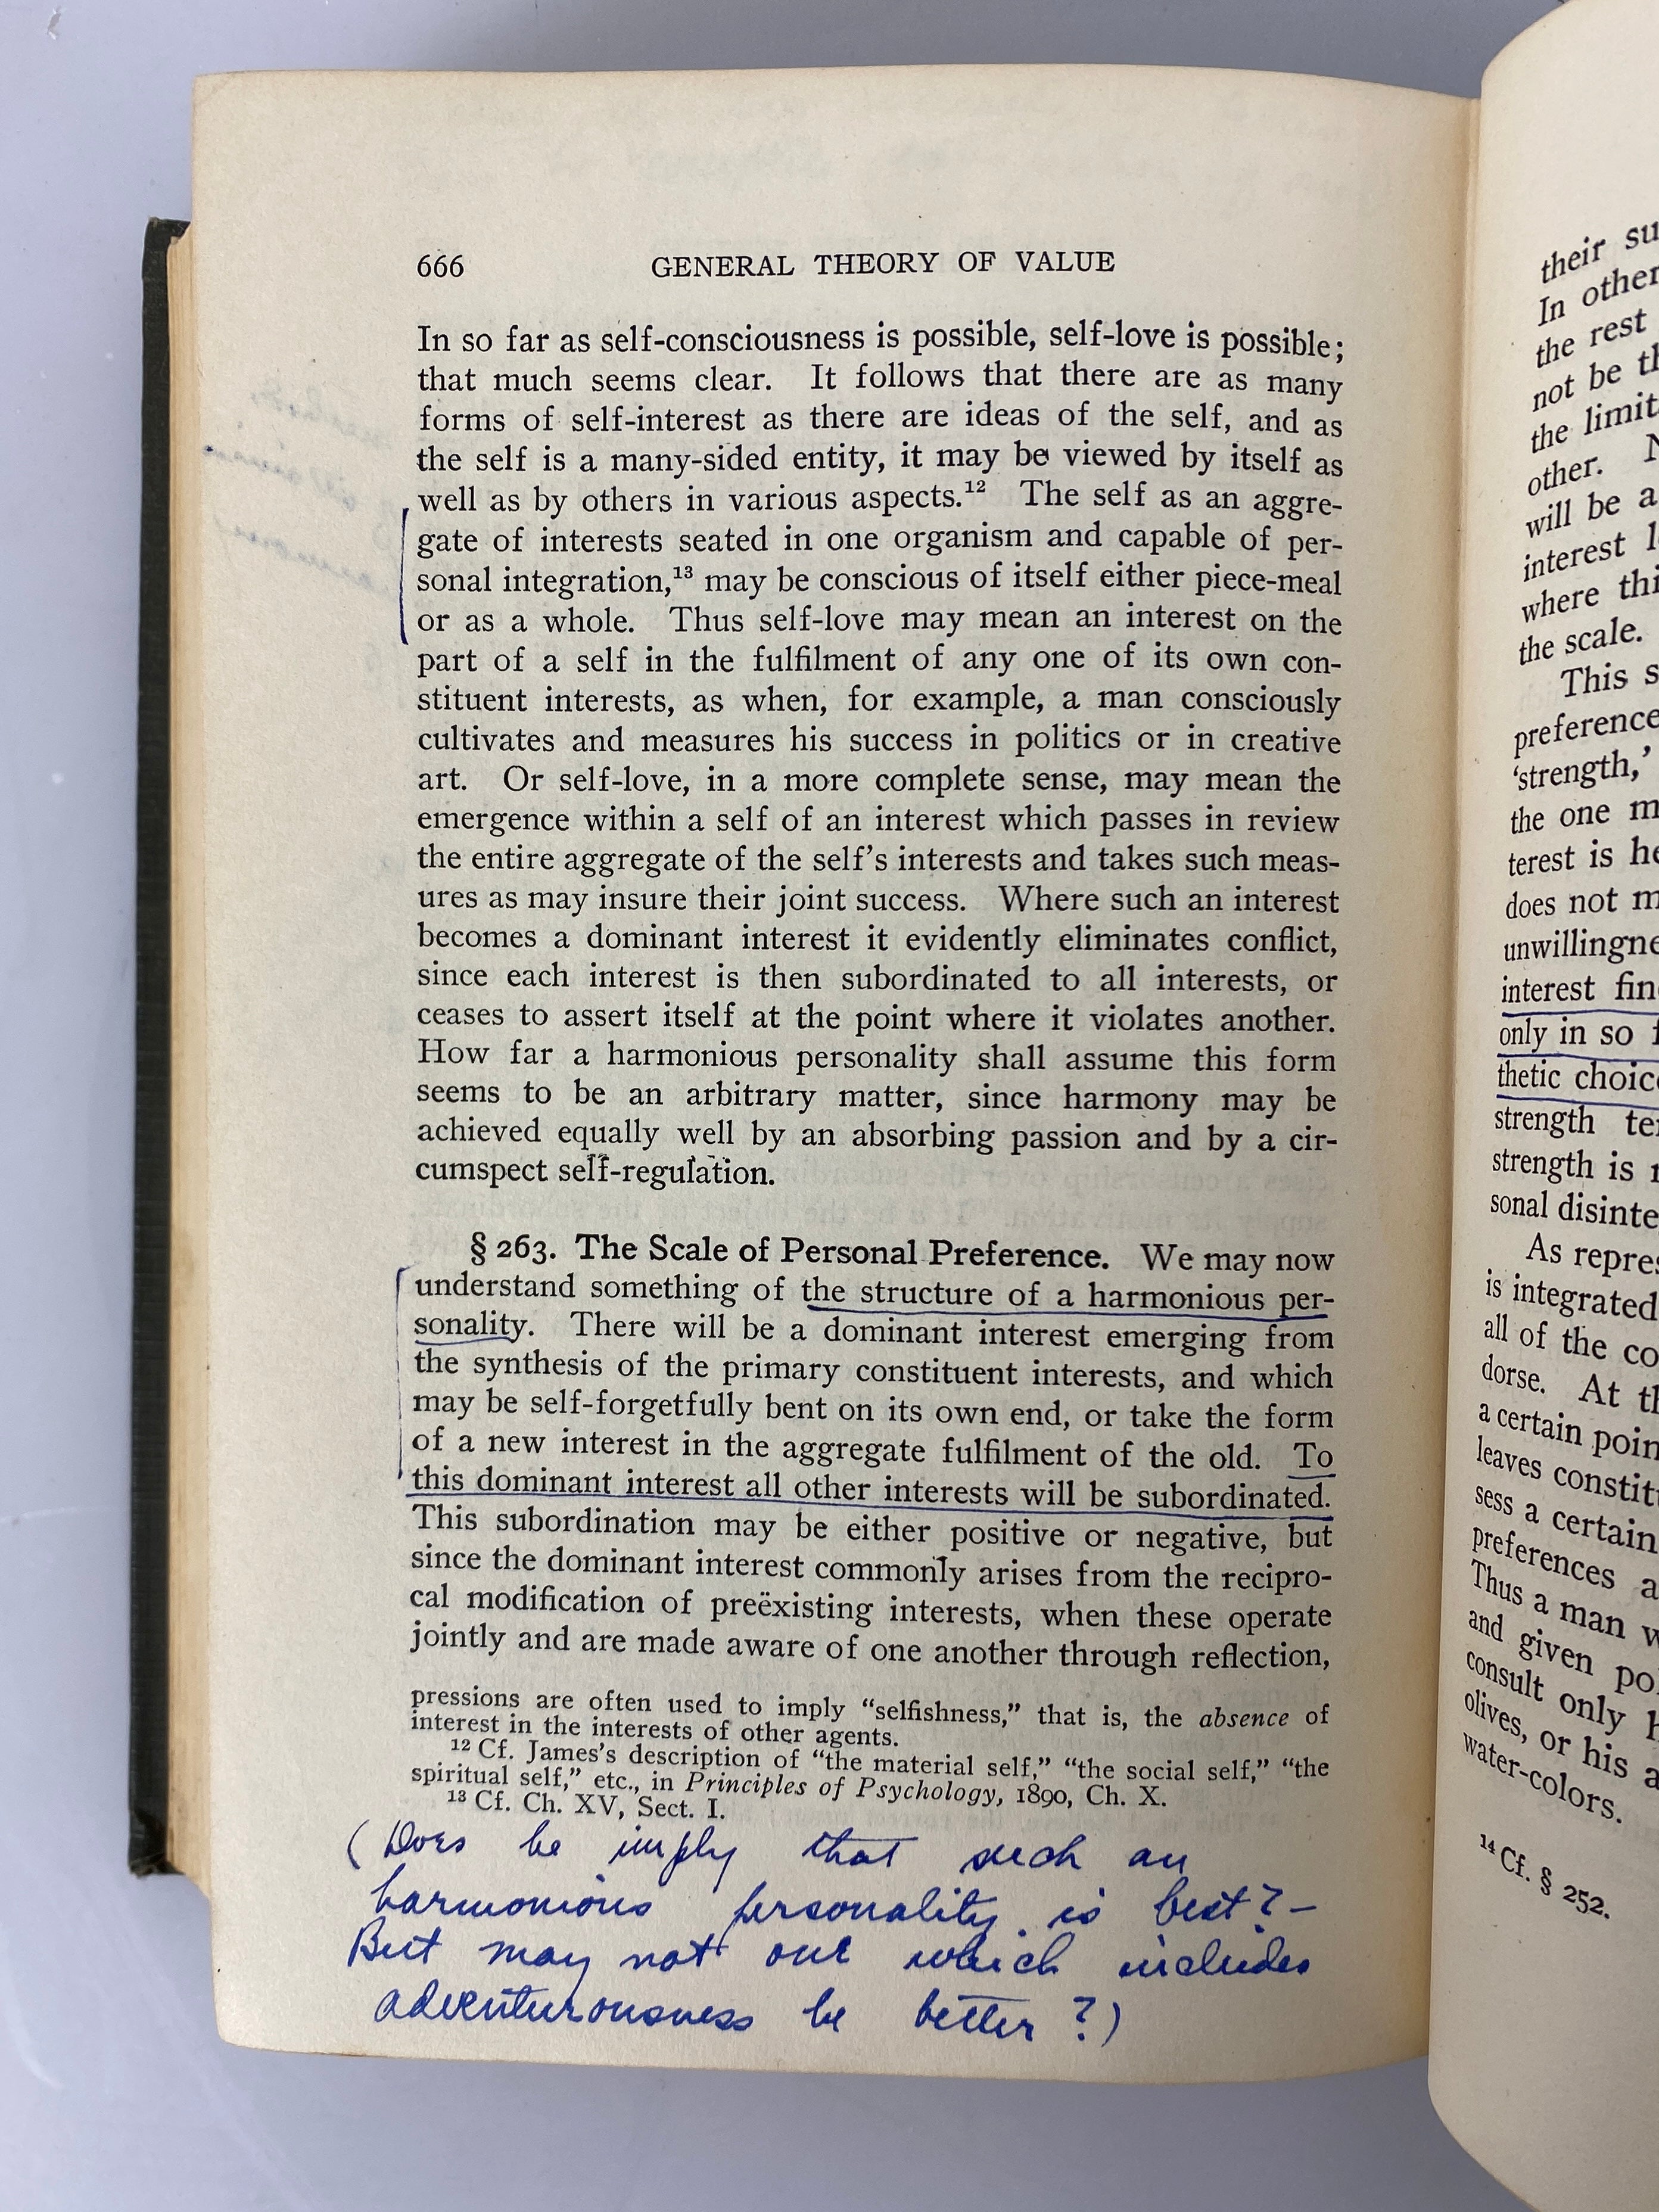 666 GENERAL THEORY OF VALUE
In so far as self-consciousness is possible, self-love is possible;
that much seems clear. It follows that there are as many
forms of self-interest as there are ideas of the self, and as
the self is a many-sided entity, it may be viewed by itself as
well as by others in various aspects.¹² The self as an aggre-
gate of interests seated in one organism and capable of per-
sonal integration,¹³ may be conscious of itself either piece-meal
or as a whole. Thus self-love may mean an interest on the
part of a self in the fulfilment of any one of its own con-
stituent interests, as when, for example, a man consciously
cultivates and measures his success in politics or in creative
art. Or self-love, in a more complete sense, may mean the
emergence within a self of an interest which passes in review
the entire aggregate of the self's interests and takes such meas-
ures as may insure their joint success. Where such an interest
becomes a dominant interest it evidently eliminates conflict,
since each interest is then subordinated to all interests, or
ceases to assert itself at the point where it violates another.
How far a harmonious personality shall assume this form
seems to be an arbitrary matter, since harmony may be
achieved equally well by an absorbing passion and by a cir-
cumspect self-regulation.
§ 263. The Scale of Personal Preference. We may now
understand something of the structure of a harmonious per-
sonality. There will be a dominant interest emerging from
the synthesis of the primary constituent interests, and which
may be self-forgetfully bent on its own end, or take the form
of a new interest in the aggregate fulfilment of the old. To
this dominant interest all other interests will be subordinated.
This subordination may be either positive or negative, but
since the dominant interest commonly arises from the recipro-
cal modification of preëxisting interests, when these operate
jointly and are made aware of one another through reflection,
pressions are often used to imply “selfishness,” that is, the absence of
interest in the interests of other agents.
¹² Cf. James's description of “the material self,” “the social self,” “the
spiritual self,” etc., in Principles of Psychology, 1890, Ch. X.
¹³ Cf. Ch. XV, Sect. I.
(Does he imply that such an
harmonious personality is best? –
But may not one which includes
adventurousness be better?)
their
In other
the rest
not be
the
other.
will be a
interest
where
the scale.
This
preference
‘strength,’
the one
terest is
does not
interest
only in so
thetic
strength
strength is
sonal
As
is integrated
all of the
dorse. At
a certain
leaves
sess a certain
preferences
Thus a man
and given
consult only
olives, or his
water-colors.
¹⁴ Cf. § 252.